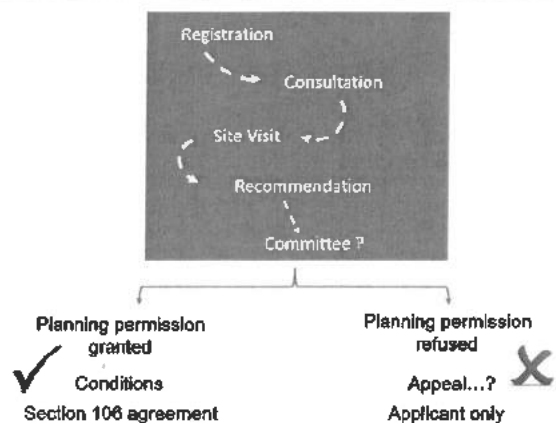 Registration
Consultation
Site Visit
Recommendation
Committee ?
Planning permission
granted
Conditions
Section 106 agreement
Planning permission
refused
Appeal...?
Applicant only